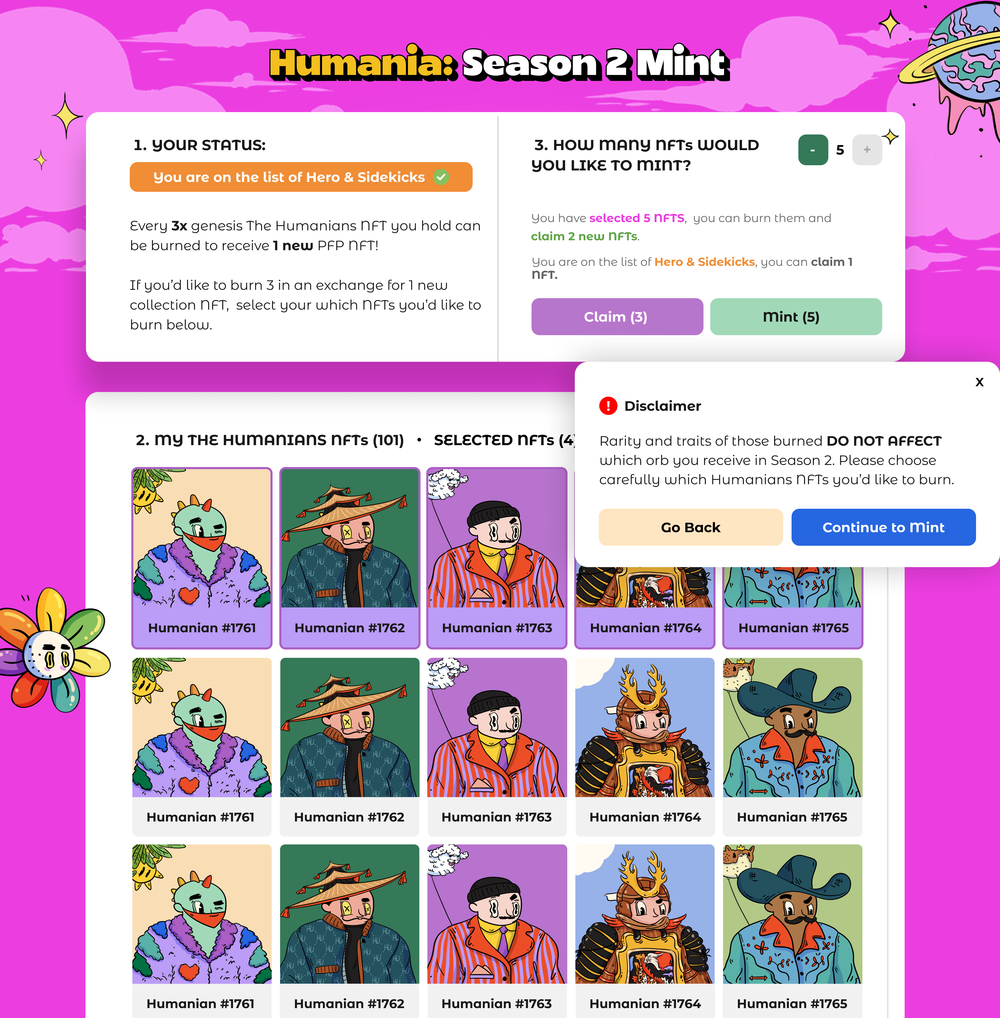 Humania: Season 2 Mint
1. YOUR STATUS:
You are on the list of Hero & Sidekicks
Every 3x genesis The Humanians NFT you hold can
be burned to receive 1 new PFP NFT!
If you'd like to burn 3 in an exchange for 1 new
collection NFT, select your which NFTs you'd like to
burn below.
3. HOW MANY NFTs WOULD
YOU LIKE TO MINT?
- 5 +
You have selected 5 NFTS, you can burn them and
claim 2 new NFTs.
You are on the list of Hero & Sidekicks, you can claim 1
NFT.
Claim (3)
Mint (5)
X
! Disclaimer
Rarity and traits of those burned DO NOT AFFECT
which orb you receive in Season 2. Please choose
carefully which Humanians NFTs you'd like to burn.
Go Back
Continue to Mint
2. MY THE HUMANIANS NFTs (101) • SELECTED NFTs (4)
Humanian #1761
Humanian #1762
Humanian #1763
Humanian #1764
Humanian #1765
Humanian #1761
Humanian #1762
Humanian #1763
Humanian #1764
Humanian #1765
Humanian #1761
Humanian #1762
Humanian #1763
Humanian #1764
Humanian #1765